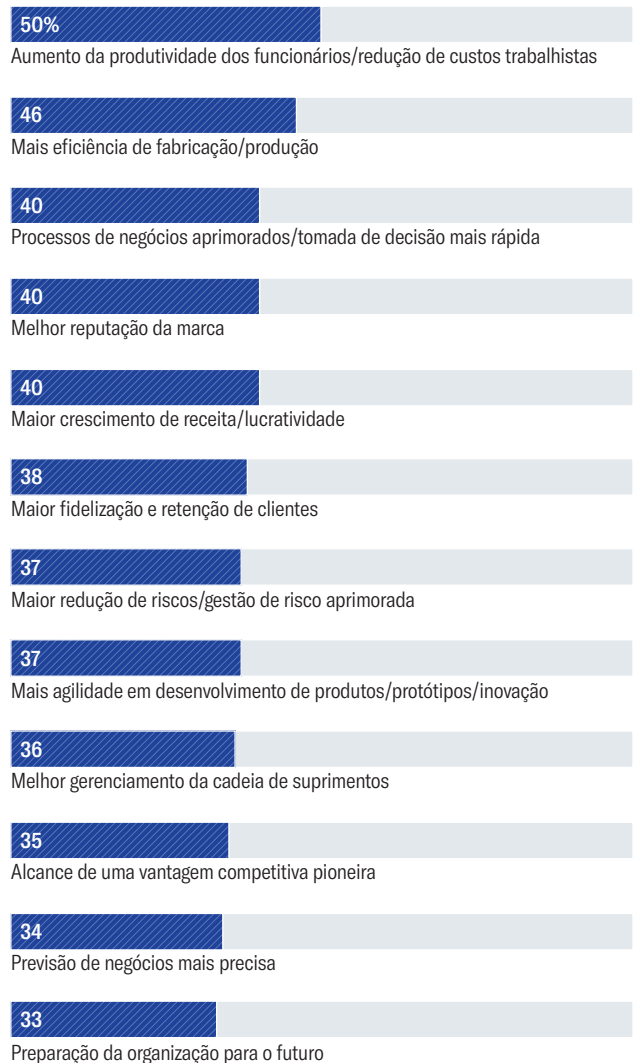 50%
Aumento da produtividade dos funcionários/redução de custos trabalhistas
46
Mais eficiência de fabricação/produção
40
Processos de negócios aprimorados/tomada de decisão mais rápida
40
Melhor reputação da marca
40
Maior crescimento de receita/lucratividade
38
Maior fidelização e retenção de clientes
37
Maior redução de riscos/gestão de risco aprimorada
37
Mais agilidade em desenvolvimento de produtos/protótipos/inovação
36
Melhor gerenciamento da cadeia de suprimentos
35
Alcance de uma vantagem competitiva pioneira
34
Previsão de negócios mais precisa
33
Preparação da organização para o futuro